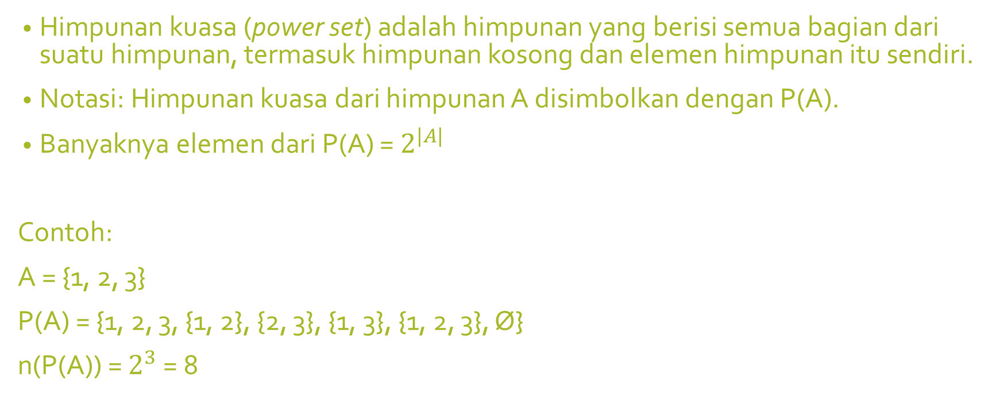 • Himpunan kuasa (power set) adalah himpunan yang berisi semua bagian dari
suatu himpunan, termasuk himpunan kosong dan elemen himpunan itu sendiri.
• Notasi: Himpunan kuasa dari himpunan A disimbolkan dengan P(A).
• Banyaknya elemen dari P(A) = 2^|A|
Contoh:
A = {1, 2, 3}
P(A) = {1, 2, 3, {1, 2}, {2, 3}, {1, 3}, {1, 2, 3}, Ø}
n(P(A)) = 2³ = 8